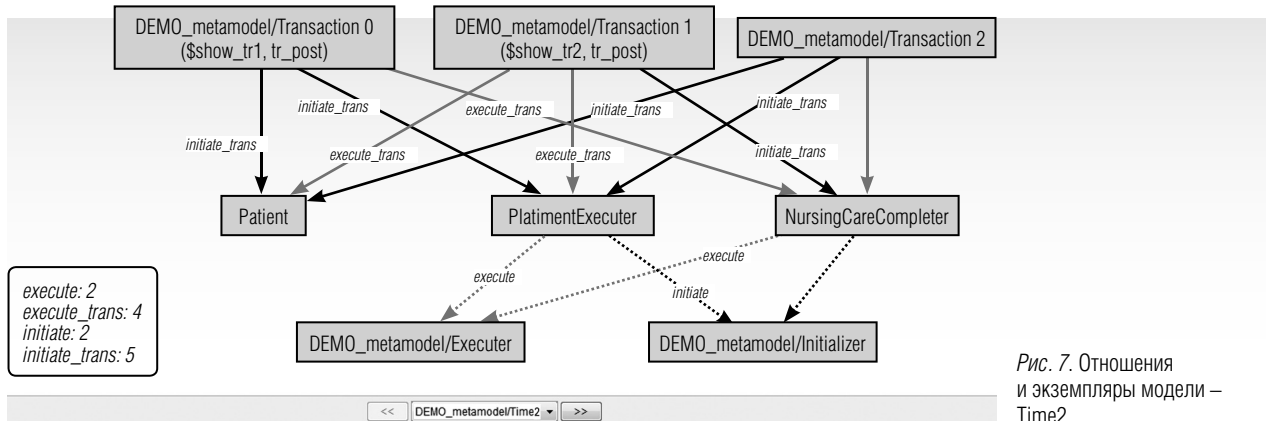 DEMO_metamodel/Transaction 0
($show_tr1, tr_post)
DEMO_metamodel/Transaction 1
($show_tr2, tr_post)
DEMO_metamodel/Transaction 2
initiate_trans
execute_trans
initiate_trans
initiate_trans
initiate_trans
execute_trans
execute_trans
initiate_trans
Patient
PlatimentExecuter
NursingCareCompleter
execute
execute
initiate
execute: 2
execute_trans: 4
initiate: 2
initiate_trans: 5
DEMO_metamodel/Executer
DEMO_metamodel/Initializer
Рис. 7. Отношения
и экземпляры модели –
Time2
<< DEMO_metamodel/Time2 >>